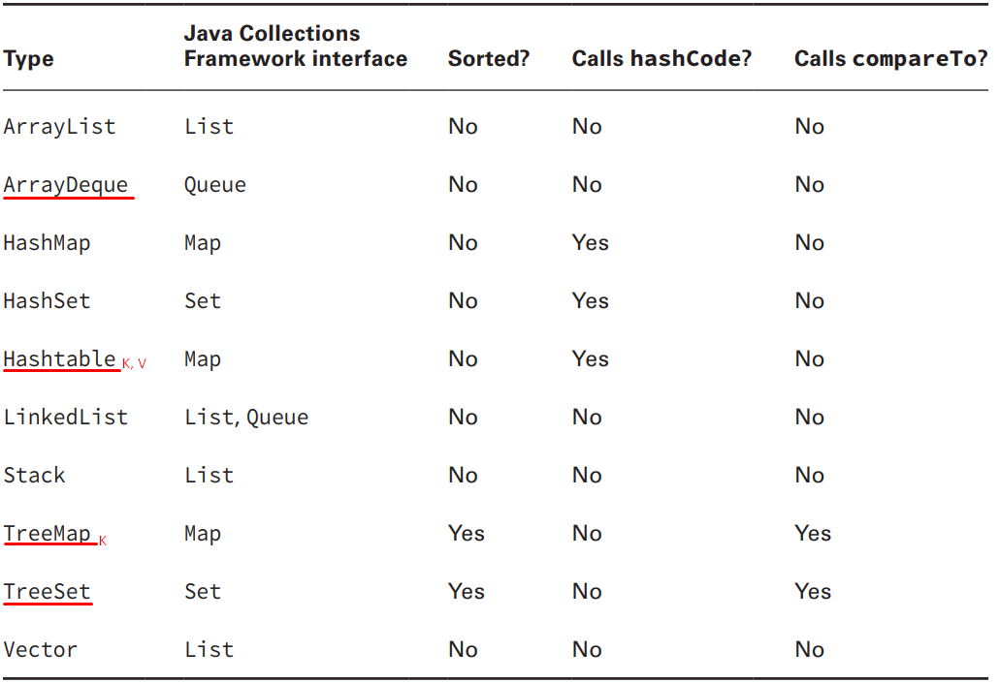 Type Java Collections Framework interface Sorted? Calls hashCode? Calls compareTo?
ArrayList List No No No
ArrayDeque Queue No No No
HashMap Map No Yes No
HashSet Set No Yes No
Hashtable K, V Map No Yes No
LinkedList List, Queue No No No
Stack List No No No
TreeMap K Map Yes No Yes
TreeSet Set Yes No Yes
Vector List No No No